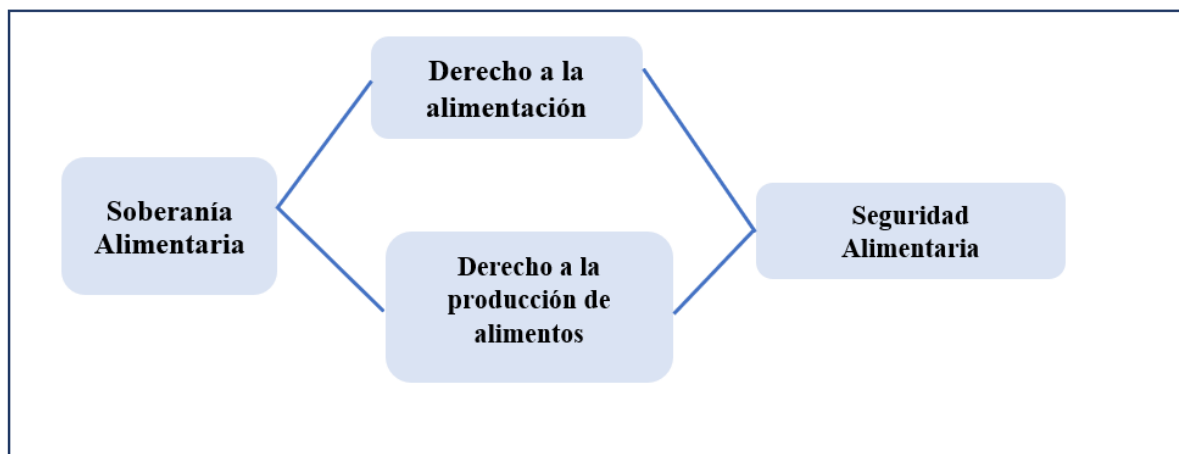 Derecho a la
alimentación
Soberanía
Alimentaria
Derecho a la
producción de
alimentos
Seguridad
Alimentaria